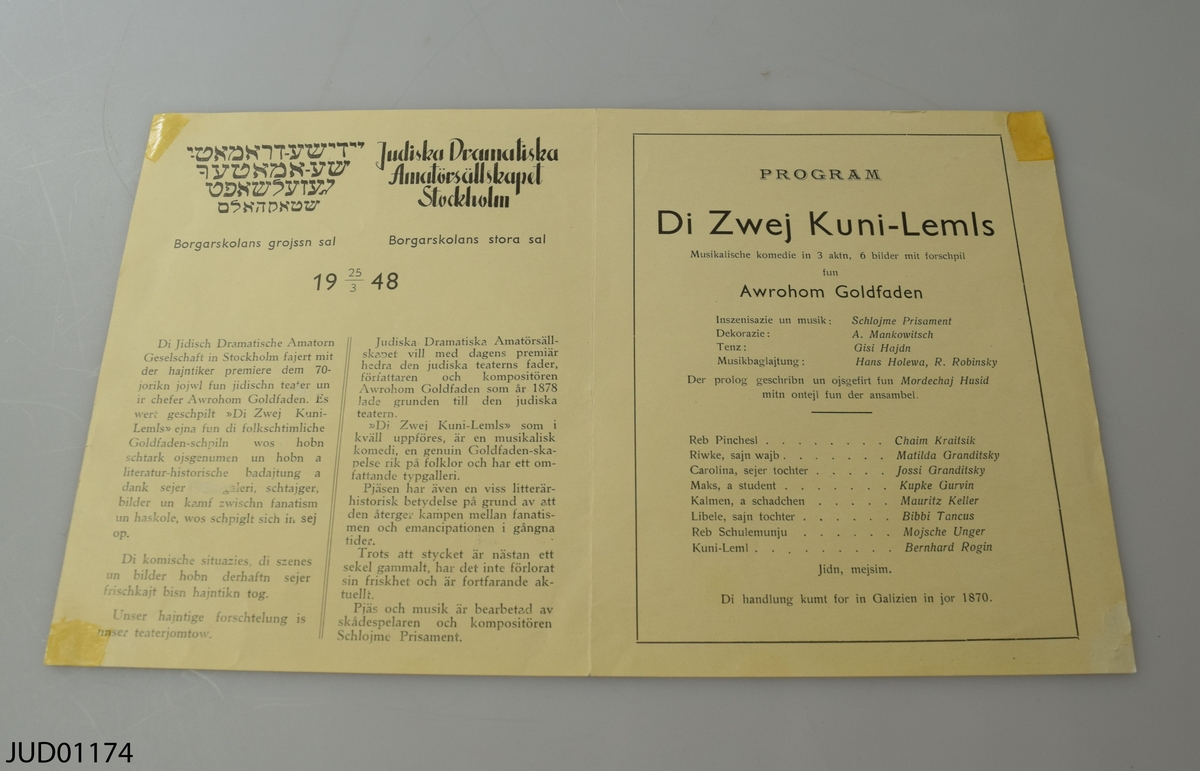 יידישע-דראַמאַטי-
שע-אַמאַטער
געזעלשאַפט
שטאָקהאָלם
Judiska Dramatiska
Amatörsällskapet
Stockholm
Borgarskolans grojssn sal
Borgarskolans stora sal
19 25/3 48
Di Jidisch Dramatische Amatorn
Geselschaft in Stockholm fajert mit
der hajntiker premiere dem 70-
jorikn jojwl fun jidischn teater un
ir chefer Awrohom Goldfaden. Es
wert geschpilt »Di Zwej Kuni-
Lemls» ejna fun di folkschtimliche
Goldfaden-schpiln wos hobn
schtark ojsgenumen un hobn a
literatur-historische badajtung a
dank sejer schtajger,
bilder un kamf zwischn fanatism
un haskole, wos schpiglt sich in sej
op.
Di komische situazies, di szenes
un bilder hobn derhaftn sejer
frischkajt bisn hajntikn tog.
Unser hajntige forschtelung is
unser teaterjomtow.
Judiska Dramatiska Amatörsäll-
skapet vill med dagens premiär
hedra den judiska teaterns fader,
författaren och kompositören
Awrohom Goldfaden som år 1878
lade grunden till den judiska
teatern.
»Di Zwej Kuni-Lemls» som i
kväll uppföres, är en musikalisk
komedi, en genuin Goldfaden-ska-
pelse rik på folklor och har ett om-
fattande typgalleri.
Pjäsen har även en viss litterär-
historisk betydelse på grund av att
den återger kampen mellan fanatis-
men och emancipationen i gångna
tider.
Trots att stycket är nästan ett
sekel gammalt, har det inte förlorat
sin friskhet och är fortfarande ak-
tuellt.
Pjäs och musik är bearbetad av
skådespelaren och kompositören
Schlojme Prisament.
PROGRAM
Di Zwej Kuni-Lemls
Musikalische komedie in 3 aktn, 6 bilder mit forschpil
fun
Awrohom Goldfaden
Inszenisazie un musik: Schlojme Prisament
Dekorazie: A. Mankowitsch
Tenz: Gisi Hajdn
Musikbaglajtung: Hans Holewa, R. Robinsky
Der prolog geschribn un ojsgefirt fun Mordechaj Husid
mitn ontejl fun der ansambel.
Reb Pinchesl . . . . . . . . Chaim Kraitsik
Riwke, sajn wajb . . . . . . . Matilda Granditsky
Carolina, sejer tochter . . . . . Jossi Granditsky
Maks, a student . . . . . . . Kupke Gurvin
Kalmen, a schadchen . . . . . Mauritz Keller
Libele, sajn tochter . . . . . . Bibbi Tancus
Reb Schulemunju . . . . . . Mojsche Unger
Kuni-Leml . . . . . . . . . Bernhard Rogin
Jidn, mejsim.
Di handlung kumt for in Galizien in jor 1870.
JUD01174